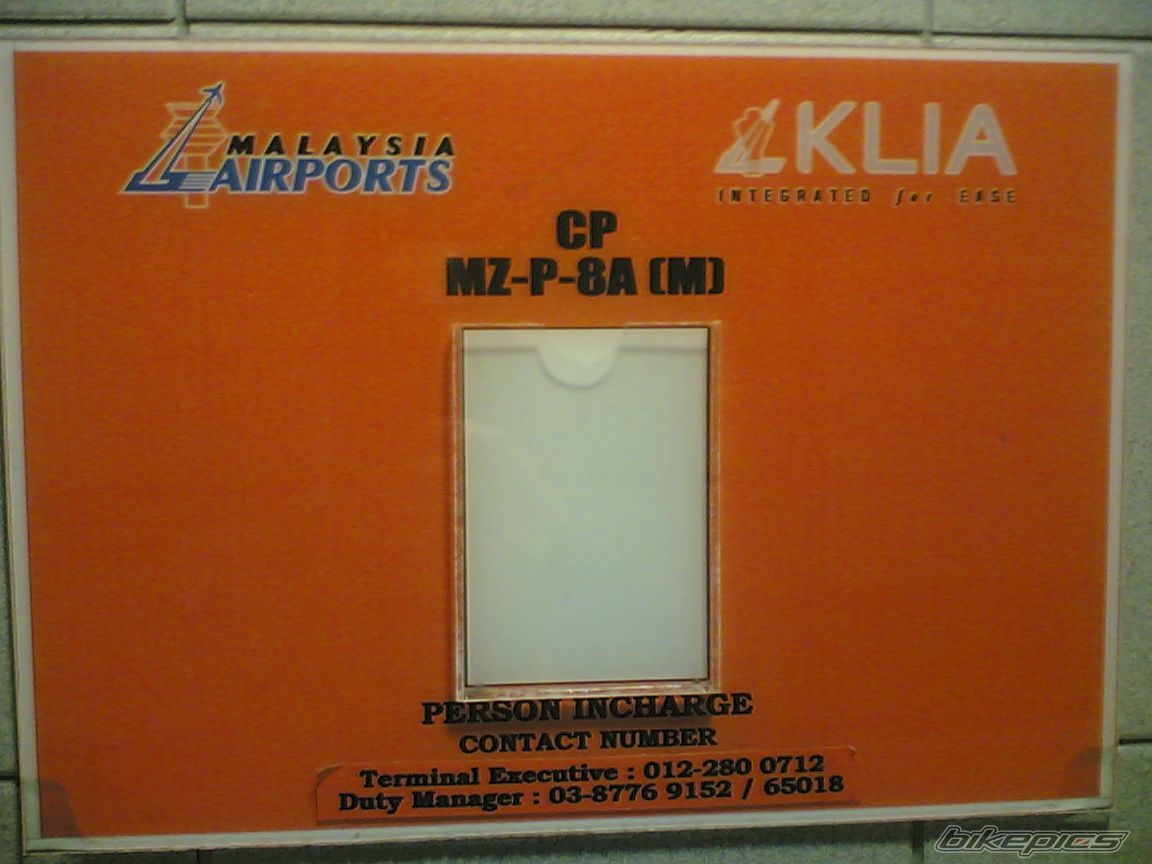 MALAYSIA
AIRPORTS
KLIA
INTEGRATED for EASE
CP
MZ-P-8A (M)
PERSON INCHARGE
CONTACT NUMBER
Terminal Executive : 012-280 0712
Duty Manager : 03-8776 9152 / 65018
bikepics